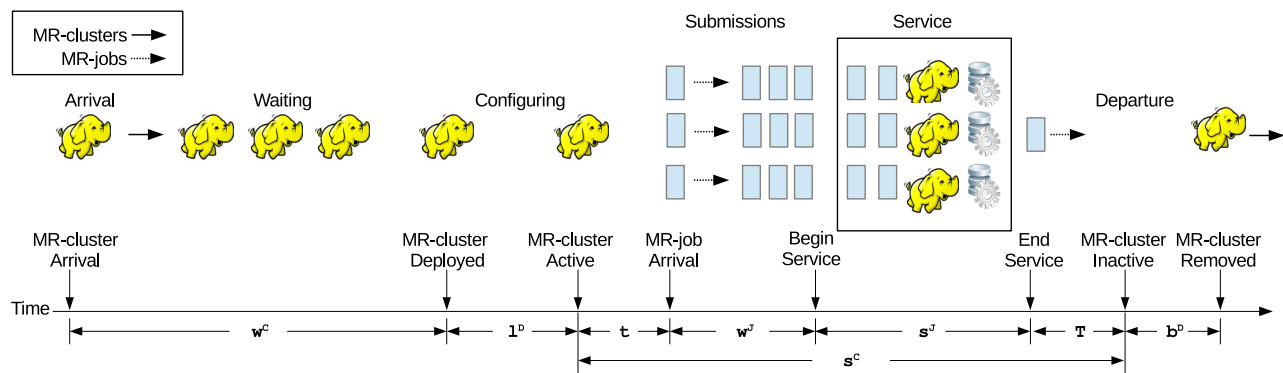 MR-clusters
MR-jobs
Submissions
Service
Arrival
Waiting
Configuring
Departure
MR-cluster
Arrival
MR-cluster
Deployed
MR-cluster
Active
MR-job
Arrival
Begin
Service
End
Service
MR-cluster
Inactive
MR-cluster
Removed
Time
w^C
l^D
t
w^J
s^J
T
b^D
s^C